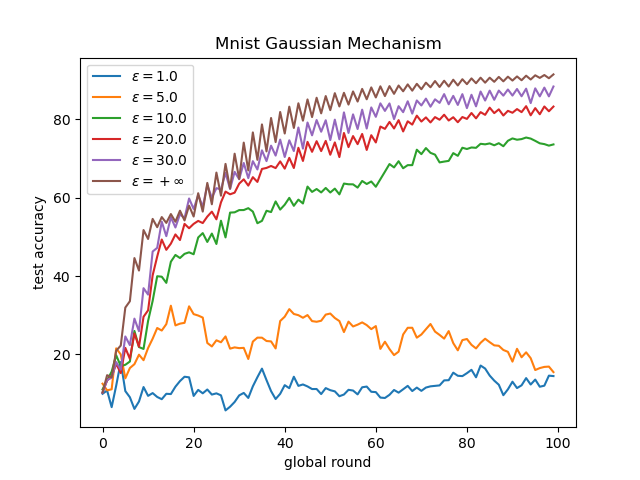 Mnist Gaussian Mechanism
ε = 1.0
ε = 5.0
ε = 10.0
ε = 20.0
ε = 30.0
ε = +∞
test accuracy
80
60
40
20
0 20 40 60 80 100
global round